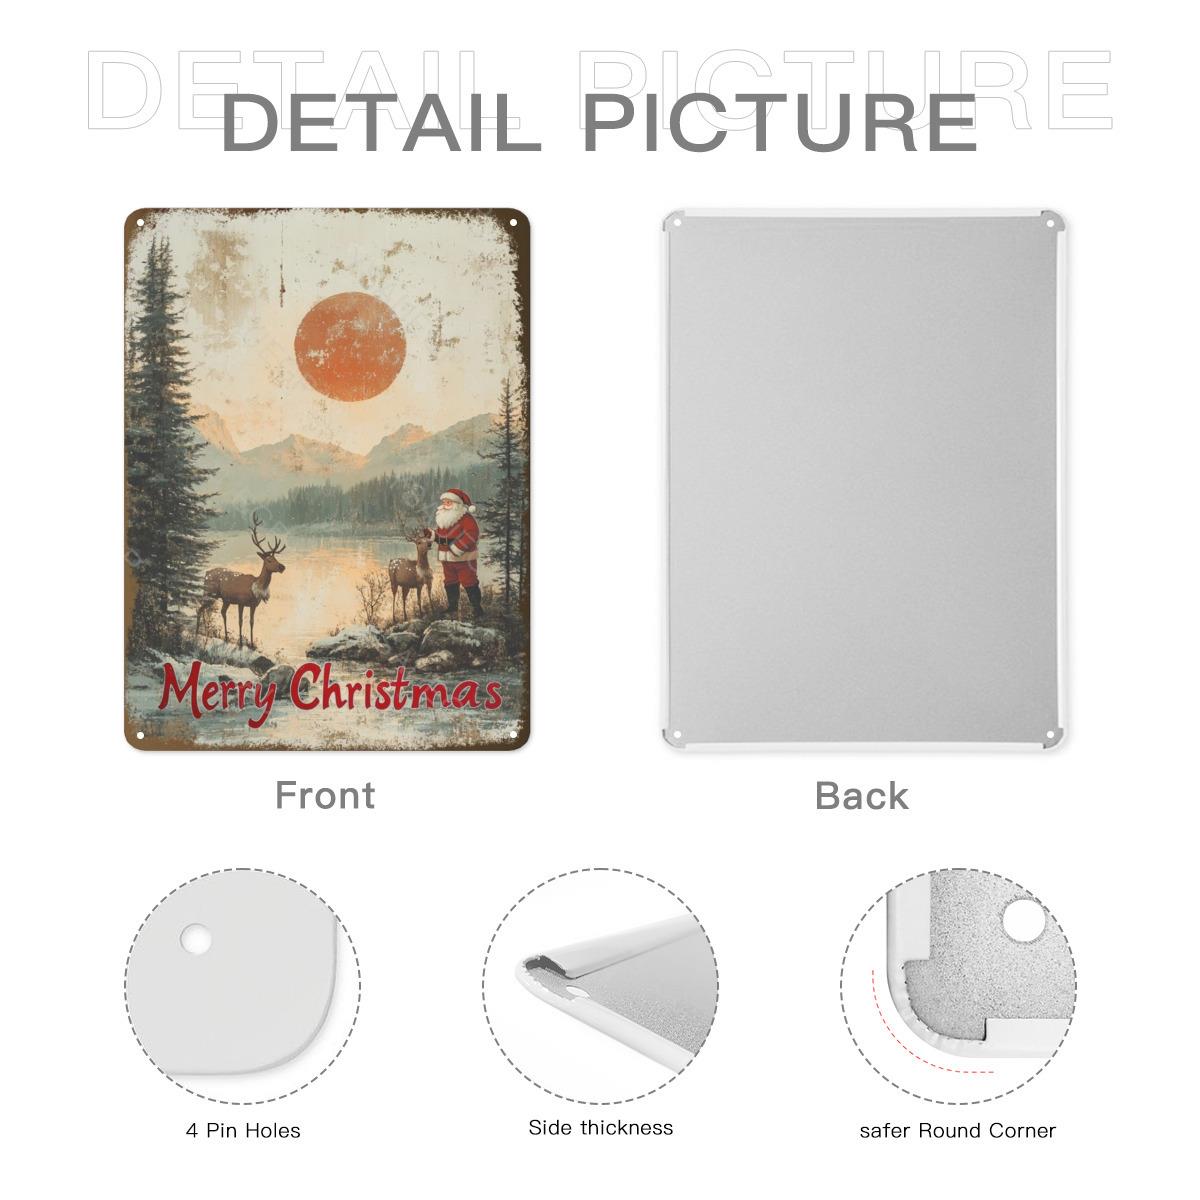 DETAIL PICTURE
DETAIL PICTURE
Merry Christmas
Front
Back
4 Pin Holes
Side thickness
safer Round Corner